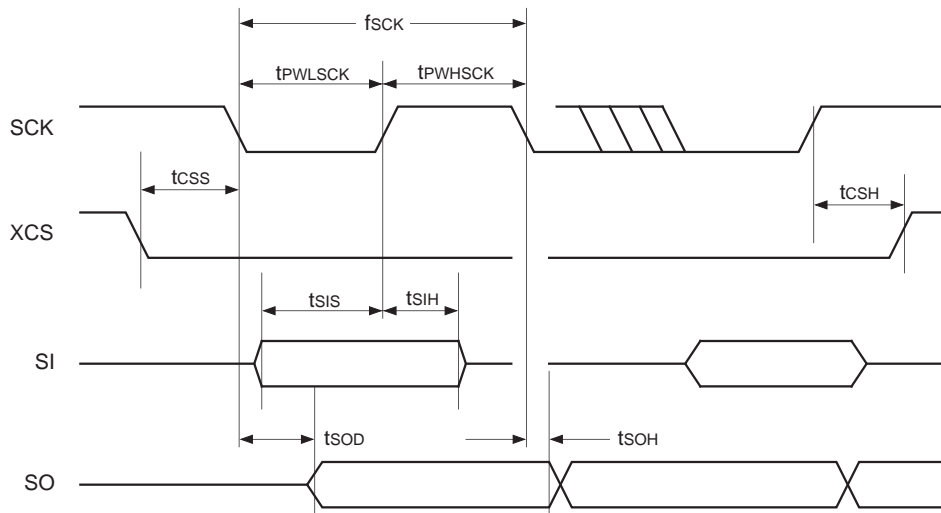 fSCK
tPWLSCK tPWHSCK
SCK
tCSS
tCSH
XCS
tSIS tSIH
SI
tSOD tSOH
SO